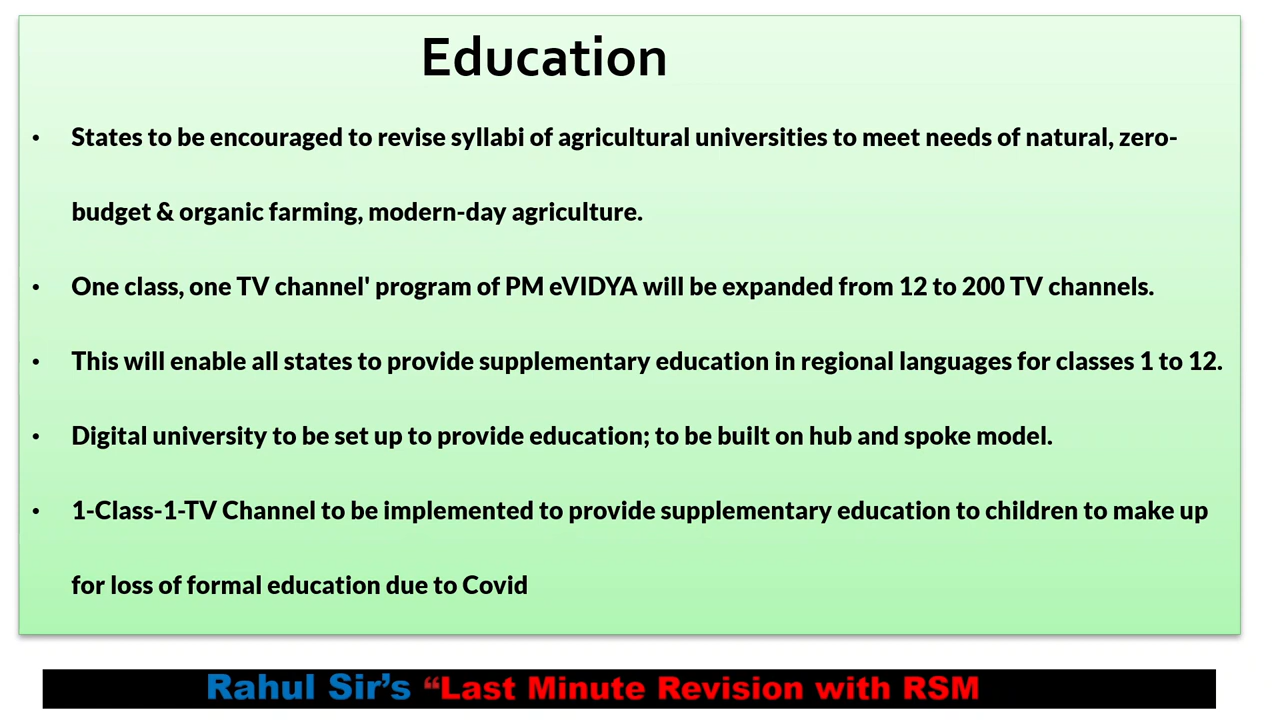 Education
• States to be encouraged to revise syllabi of agricultural universities to meet needs of natural, zero-
budget & organic farming, modern-day agriculture.
• One class, one TV channel' program of PM eVIDYA will be expanded from 12 to 200 TV channels.
• This will enable all states to provide supplementary education in regional languages for classes 1 to 12.
• Digital university to be set up to provide education; to be built on hub and spoke model.
• 1-Class-1-TV Channel to be implemented to provide supplementary education to children to make up
for loss of formal education due to Covid
Rahul Sir’s “Last Minute Revision with RSM